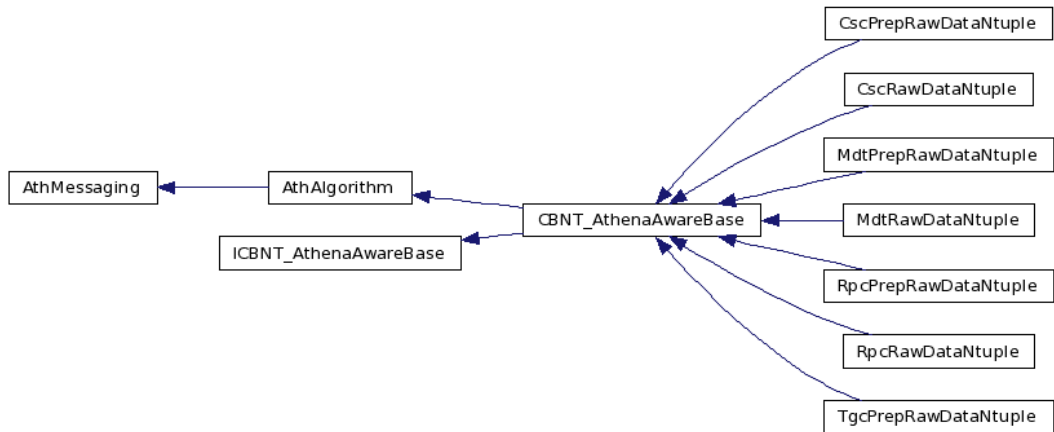 AthMessaging
AthAlgorithm
ICBNT_AthenaAwareBase
CBNT_AthenaAwareBase
CscPrepRawDataNtuple
CscRawDataNtuple
MdtPrepRawDataNtuple
MdtRawDataNtuple
RpcPrepRawDataNtuple
RpcRawDataNtuple
TgcPrepRawDataNtuple